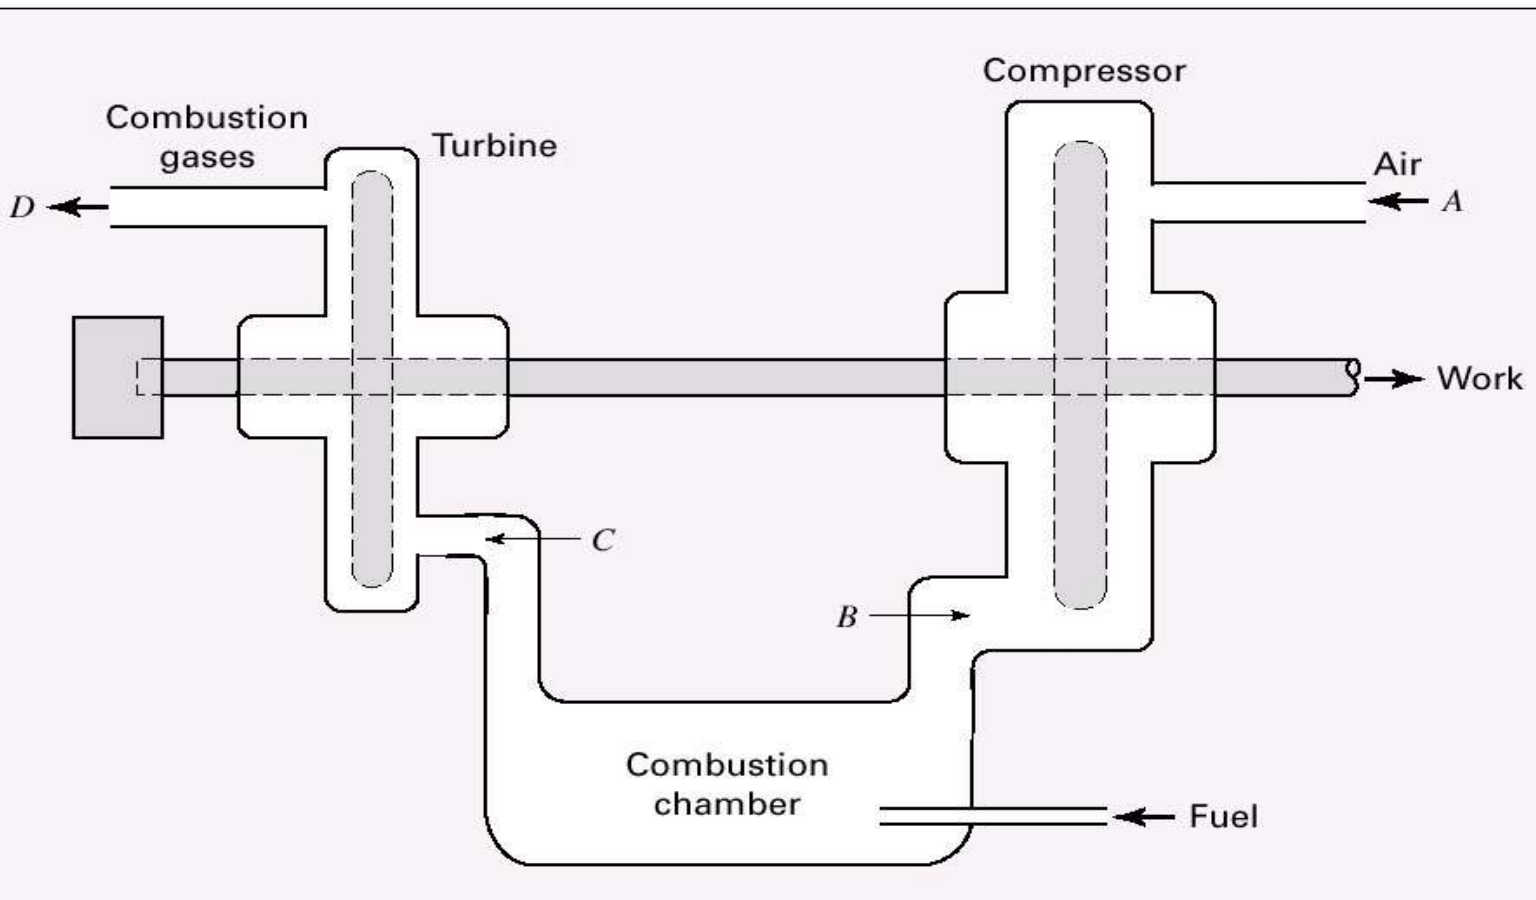 Compressor
Combustion
gases
Turbine
Air
D
A
Work
C
B
Combustion
chamber
Fuel